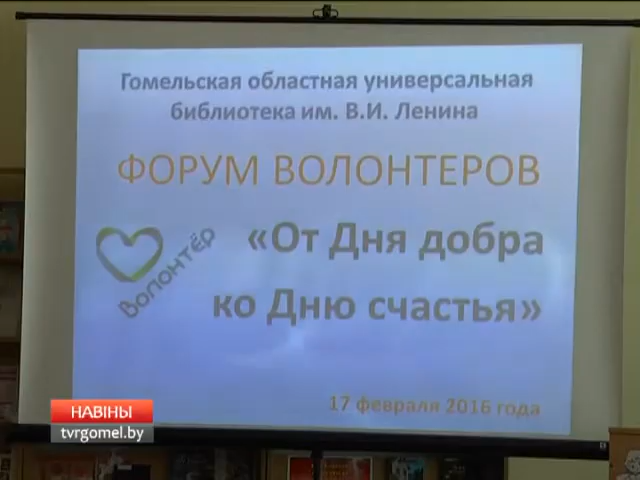 Гомельская областная универсальная
библиотека им. В.И. Ленина
ФОРУМ ВОЛОНТЕРОВ
волонтёр
«От Дня добра
ко Дню счастья»
17 февраля 2016 года
НАВІНЫ
tvrgomel.by